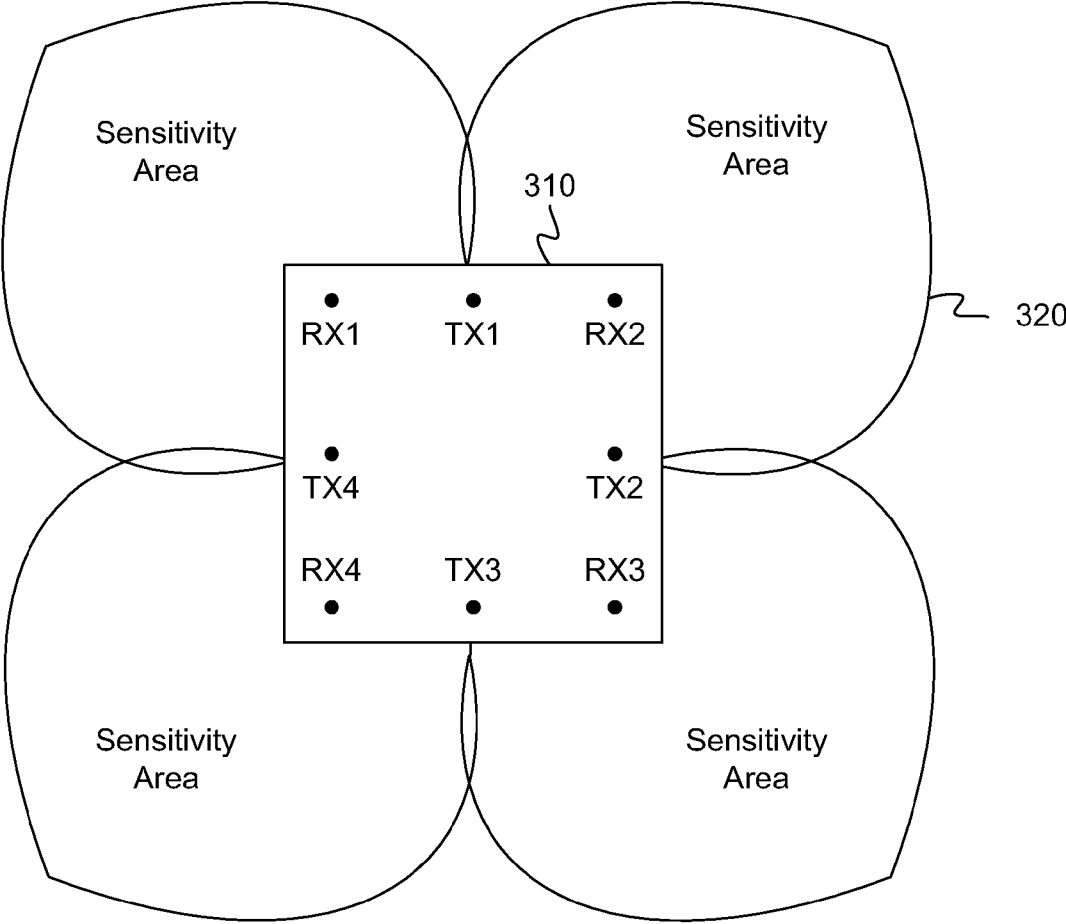 Sensitivity
Area
Sensitivity
Area
310
320
RX1
TX1
RX2
TX4
TX2
RX4
TX3
RX3
Sensitivity
Area
Sensitivity
Area